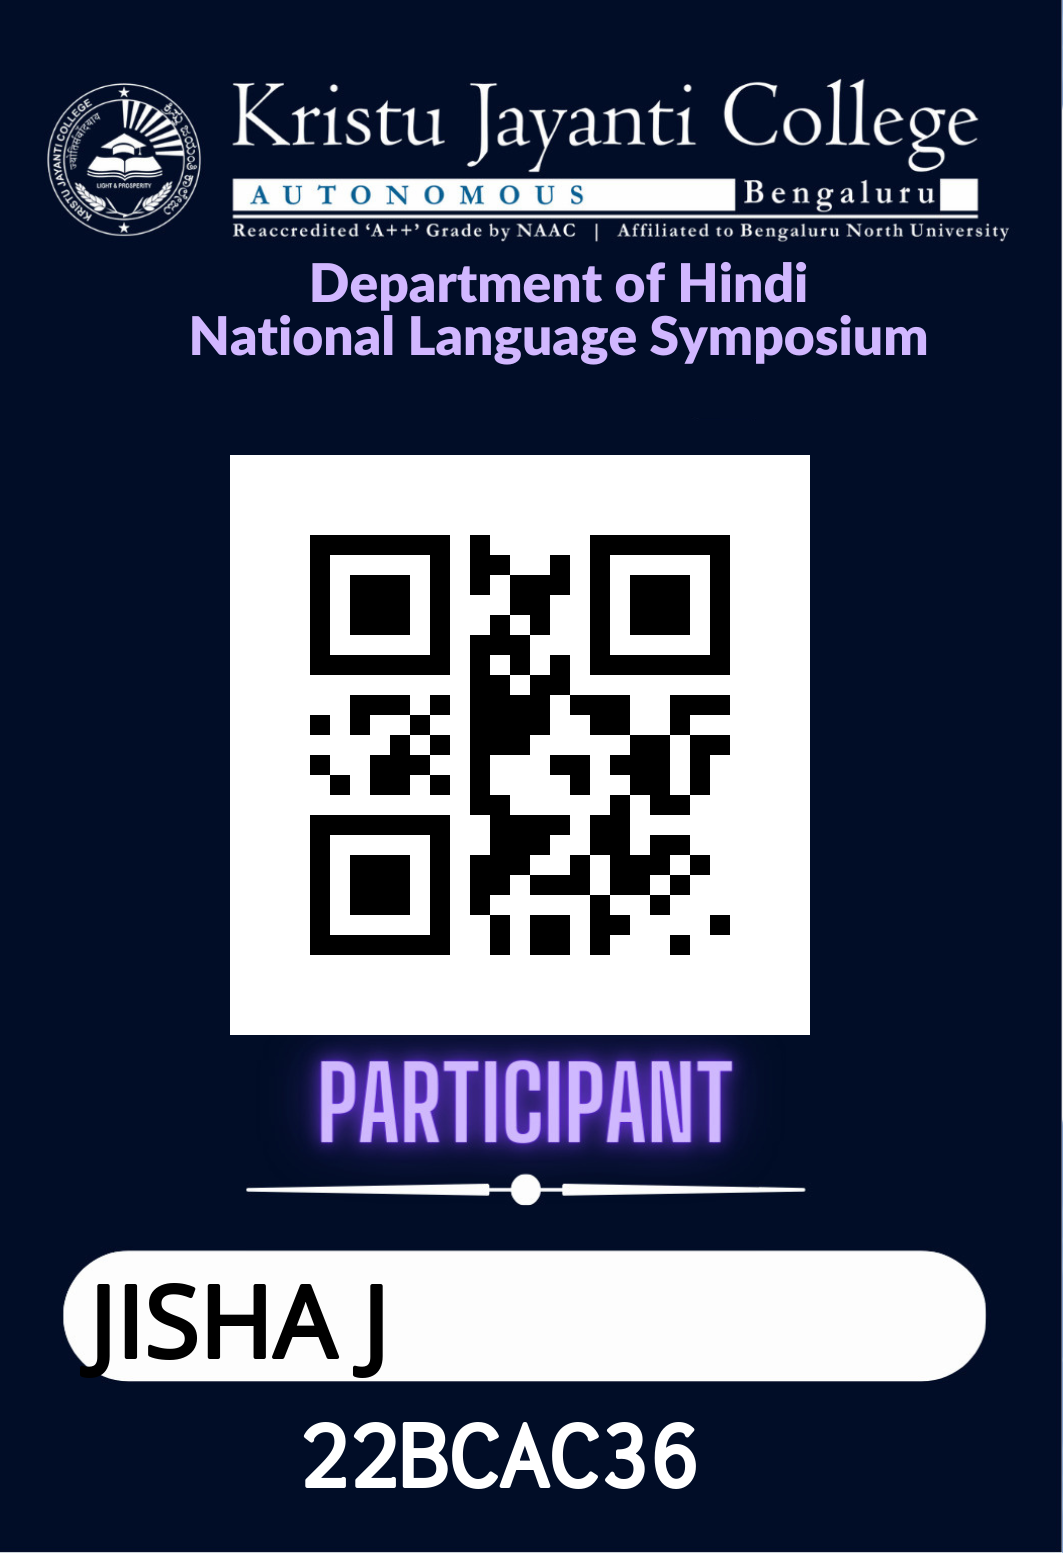 Kristu Jayanti College
AUTONOMOUS Bengaluru
Reaccredited ‘A++’ Grade by NAAC | Affiliated to Bengaluru North University
KRISTU JAYANTI COLLEGE
LIGHT & PROSPERITY
Department of Hindi
National Language Symposium
PARTICIPANT
JISHA J
22BCAC36